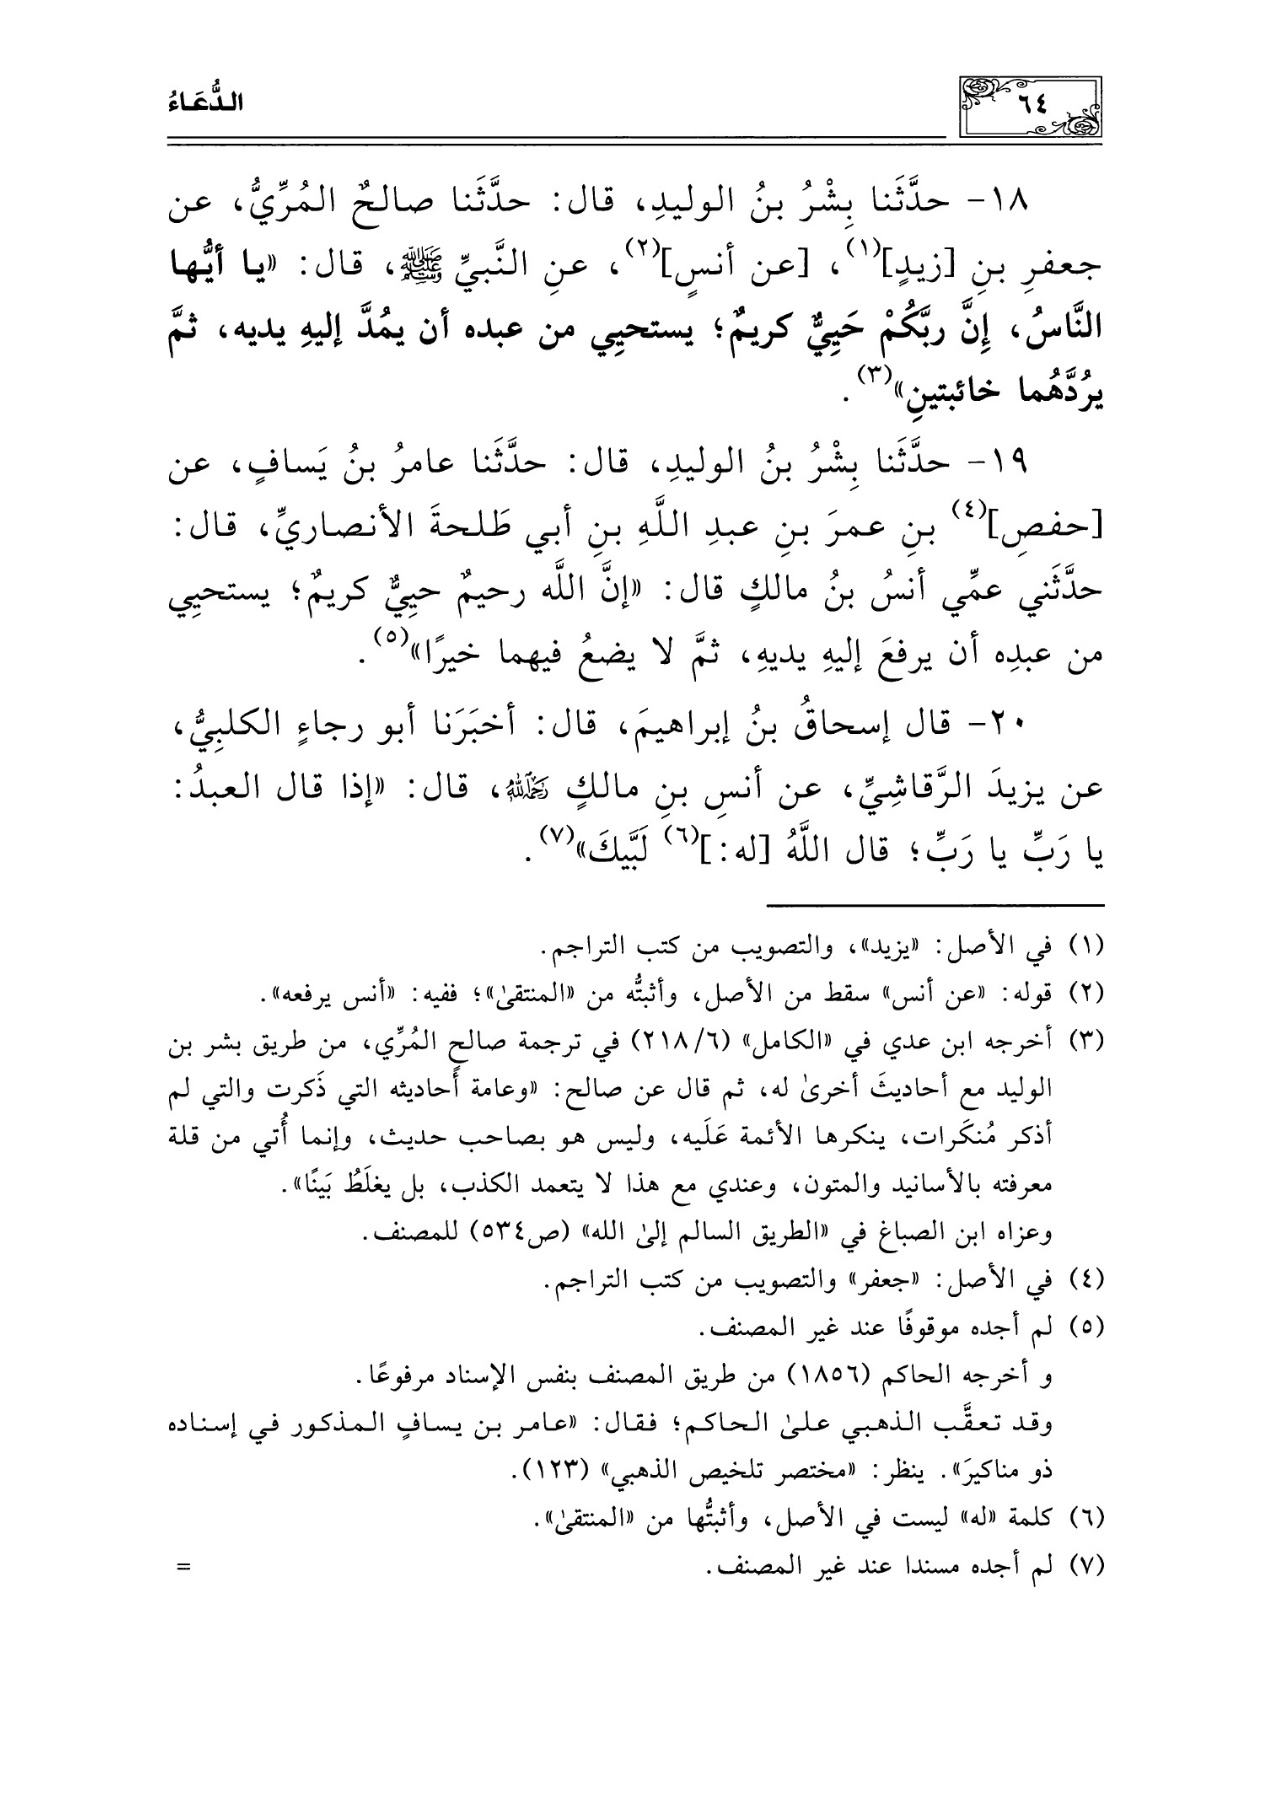 ٦٤
الدُّعَاءُ
١٨- حدَّثَنا بِشْرُ بنُ الوليدِ، قال: حدَّثَنا صالحٌ المُرِّيُّ، عن
جعفرِ بنِ [زيدٍ](١)، [عن أنسٍ](٢)، عنِ النَّبيِّ ﷺ، قال: «يا أيُّها
النَّاسُ، إِنَّ ربَّكُمْ حَيِيٌّ كريمٌ؛ يستحيِي من عبده أن يمُدَّ إليهِ يديه، ثمَّ
يرُدَّهُما خائبتينِ»(٣).
١٩- حدَّثَنا بِشْرُ بنُ الوليدِ، قال: حدَّثَنا عامرُ بنُ يَسافٍ، عن
[حفصِ](٤) بنِ عمرَ بنِ عبدِ اللَّهِ بنِ أبي طَلحةَ الأنصاريِّ، قال:
حدَّثَني عمِّي أنسُ بنُ مالكٍ قال: «إنَّ اللَّه رحيمٌ حيِيٌّ كريمٌ؛ يستحيِي
من عبدِه أن يرفعَ إليهِ يديهِ، ثمَّ لا يضعُ فيهما خيرًا»(٥).
٢٠- قال إسحاقُ بنُ إبراهيمَ، قال: أخبَرَنا أبو رجاءٍ الكلبِيُّ،
عن يزيدَ الرَّقاشِيِّ، عن أنسِ بنِ مالكٍ رَحِمَهُ اللَّهُ، قال: «إذا قال العبدُ:
يا رَبِّ يا رَبِّ؛ قال اللَّهُ [له:](٦) لَبَّيكَ»(٧).
(١) في الأصل: «يزيد»، والتصويب من كتب التراجم.
(٢) قوله: «عن أنس» سقط من الأصل، وأثبتُّه من «المنتقىٰ»؛ ففيه: «أنس يرفعه».
(٣) أخرجه ابن عدي في «الكامل» (٢١٨/٦) في ترجمة صالحٍ المُرِّي، من طريق بشر بن
الوليد مع أحاديثَ أخرىٰ له، ثم قال عن صالح: «وعامة أحاديثه التي ذَكرت والتي لم
أذكر مُنكَرات، ينكرها الأئمة عَلَيه، وليس هو بصاحب حديث، وإنما أُتي من قلة
معرفته بالأسانيد والمتون، وعندي مع هذا لا يتعمد الكذب، بل يغلَطُ بَينًا».
وعزاه ابن الصباغ في «الطريق السالم إلىٰ الله» (ص٥٣٤) للمصنف.
(٤) في الأصل: «جعفر» والتصويب من كتب التراجم.
(٥) لم أجده موقوفًا عند غير المصنف.
و أخرجه الحاكم (١٨٥٦) من طريق المصنف بنفس الإسناد مرفوعًا.
وقد تعقَّب الذهبي علىٰ الحاكم؛ فقال: «عامر بن يسافٍ المذكور في إسناده
ذو مناكيرَ». ينظر: «مختصر تلخيص الذهبي» (١٢٣).
(٦) كلمة «له» ليست في الأصل، وأثبتُّها من «المنتقىٰ».
(٧) لم أجده مسندا عند غير المصنف. =